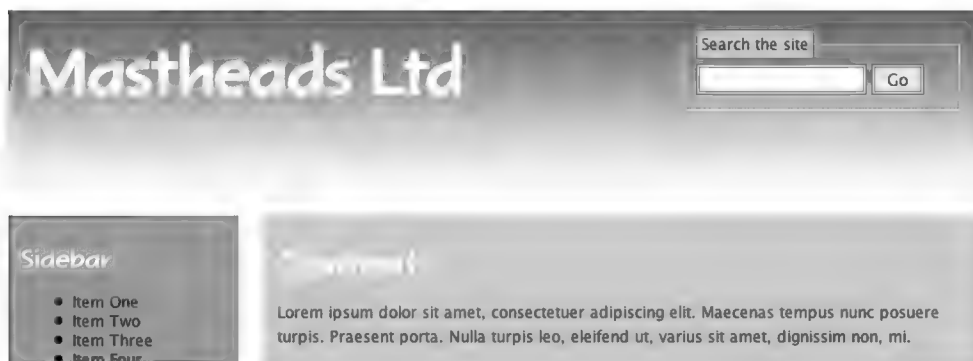 Mastheads Ltd
Search the site
Go
Sidebar
Item One
Item Two
Item Three
Item Four
Lorem ipsum dolor sit amet, consectetuer adipiscing elit. Maecenas tempus nunc posuere
turpis. Praesent porta. Nulla turpis leo, eleifend ut, varius sit amet, dignissim non, mi.